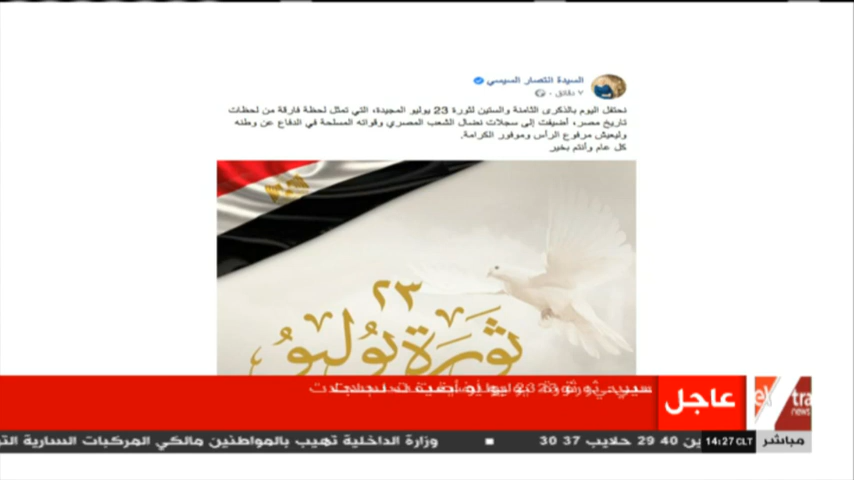 السيدة انتصار السيسي
٧ دقائق
نحتفل اليوم بالذكرى الثامنة والستين لثورة 23 يوليو المجيدة، التي تمثل لحظة فارقة من لحظات
تاريخ مصر، أضيفت إلى سجلات نضال الشعب المصري وقواته المسلحة في الدفاع عن وطنه
وليعيش مرفوع الرأس وموفور الكرامة.
كل عام وأنتم بخير
٢٣
ثورة يوليو
عاجل
extra
news
مباشر
14:27 CLT
ين 40 29 حلايب 37 30
وزارة الداخلية تهيب بالمواطنين مالكي المركبات السارية